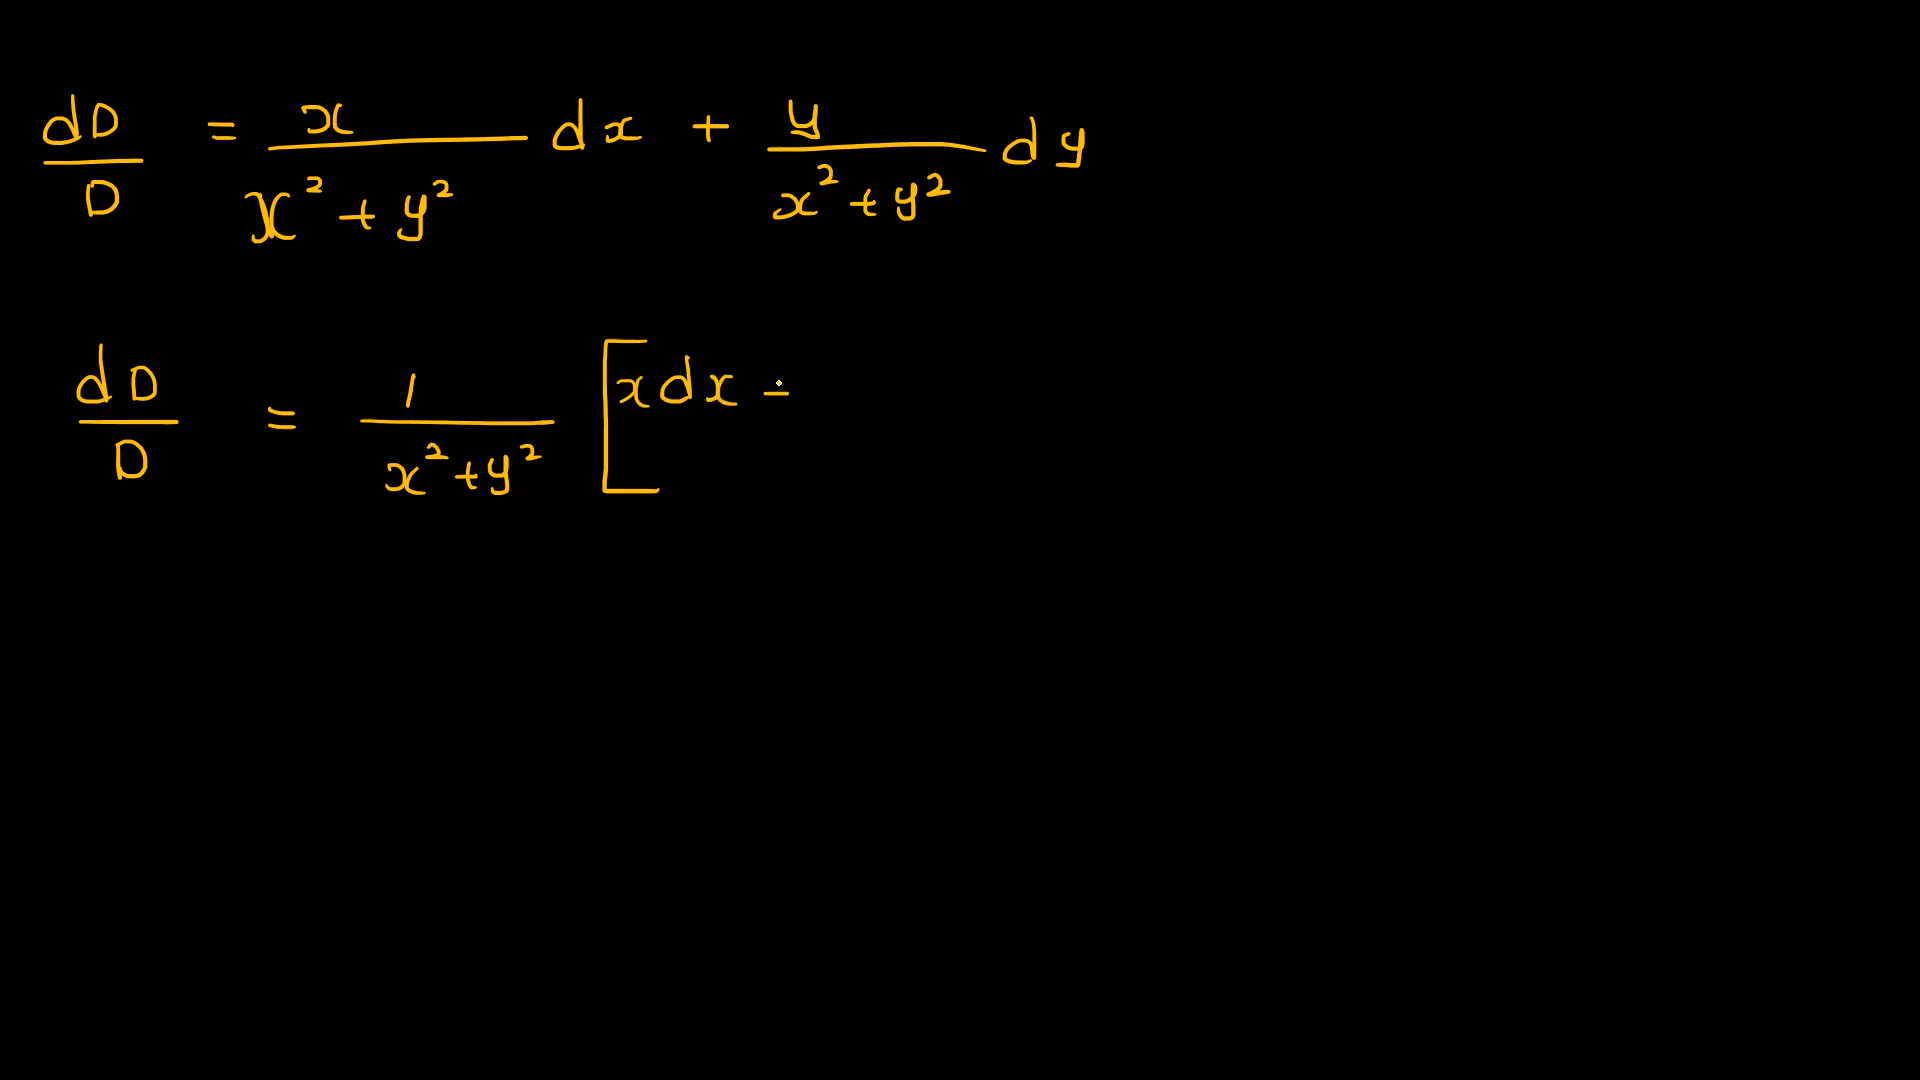 dD/D = x/(x² + y²) dx + y/(x² + y²) dy
dD/D = 1/(x² + y²) [x dx -